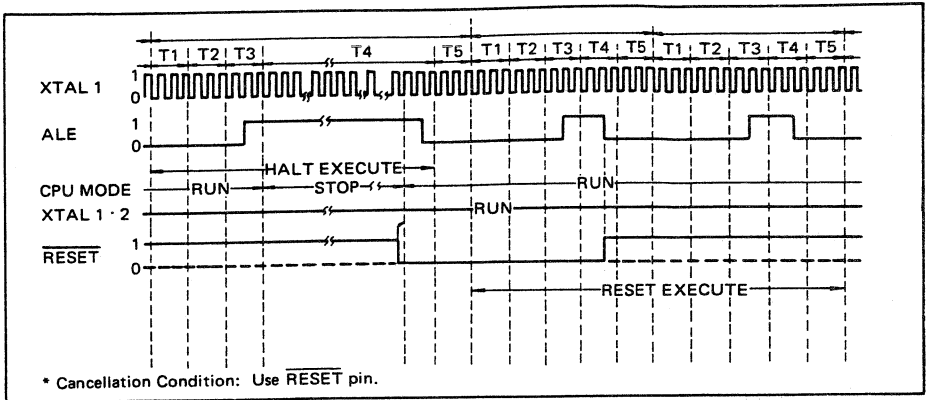 T1 T2 T3 T4 T5 T1 T2 T3 T4 T5 T1 T2 T3 T4 T5
XTAL 1 1 0
ALE 1 0
HALT EXECUTE
CPU MODE RUN STOP RUN
XTAL 1 · 2 RUN
RESET 1 0
RESET EXECUTE
* Cancellation Condition: Use RESET pin.